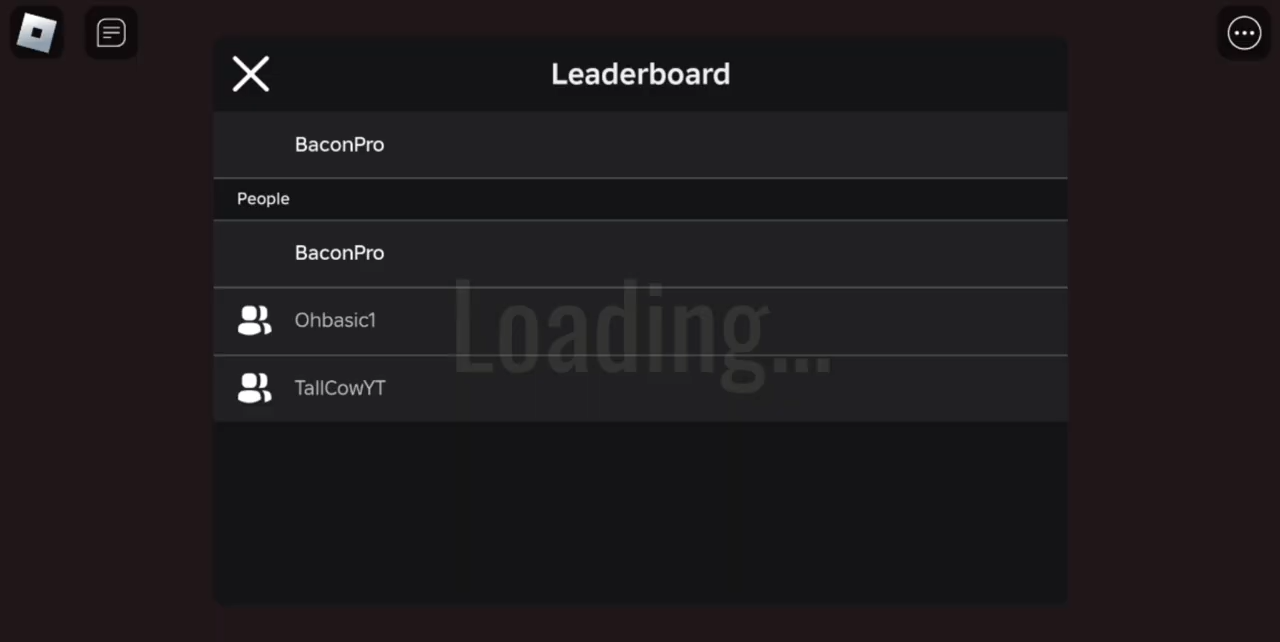 Leaderboard
BaconPro
People
BaconPro
Ohbasic1
Loading...
TallCowYT